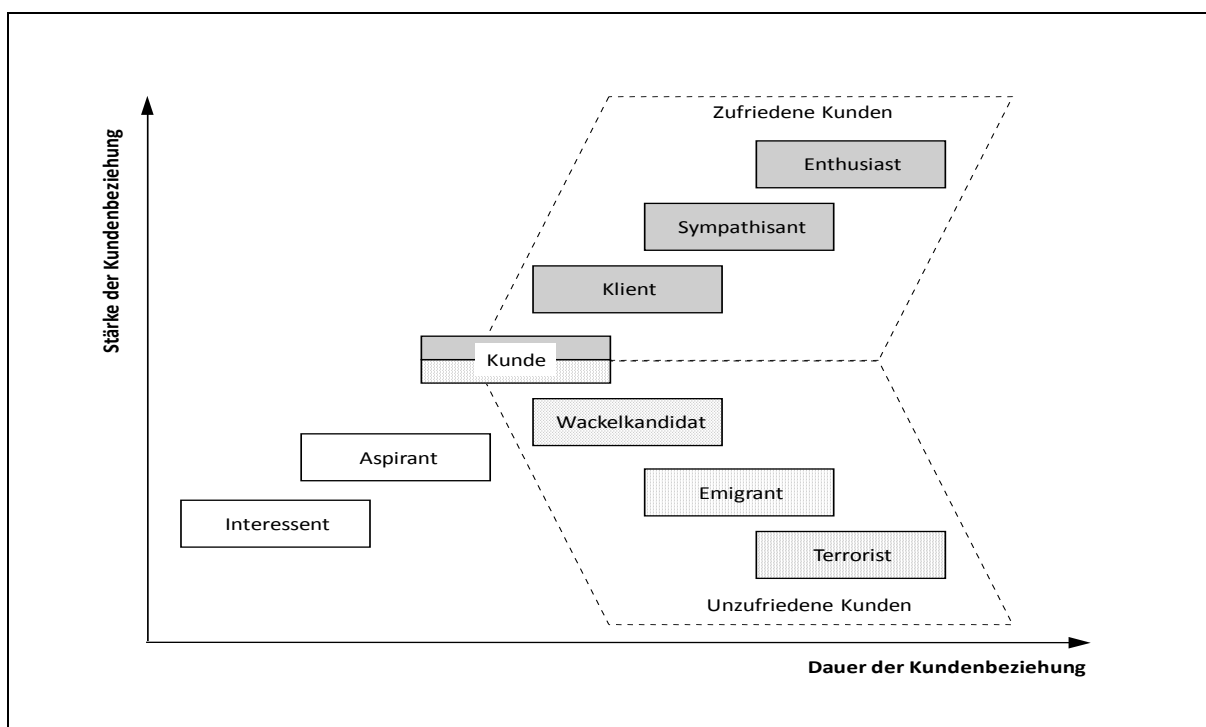 Zufriedene Kunden
Enthusiast
Sympathisant
Klient
Kunde
Wackelkandidat
Aspirant
Emigrant
Interessent
Terrorist
Unzufriedene Kunden
Stärke der Kundenbeziehung
Dauer der Kundenbeziehung